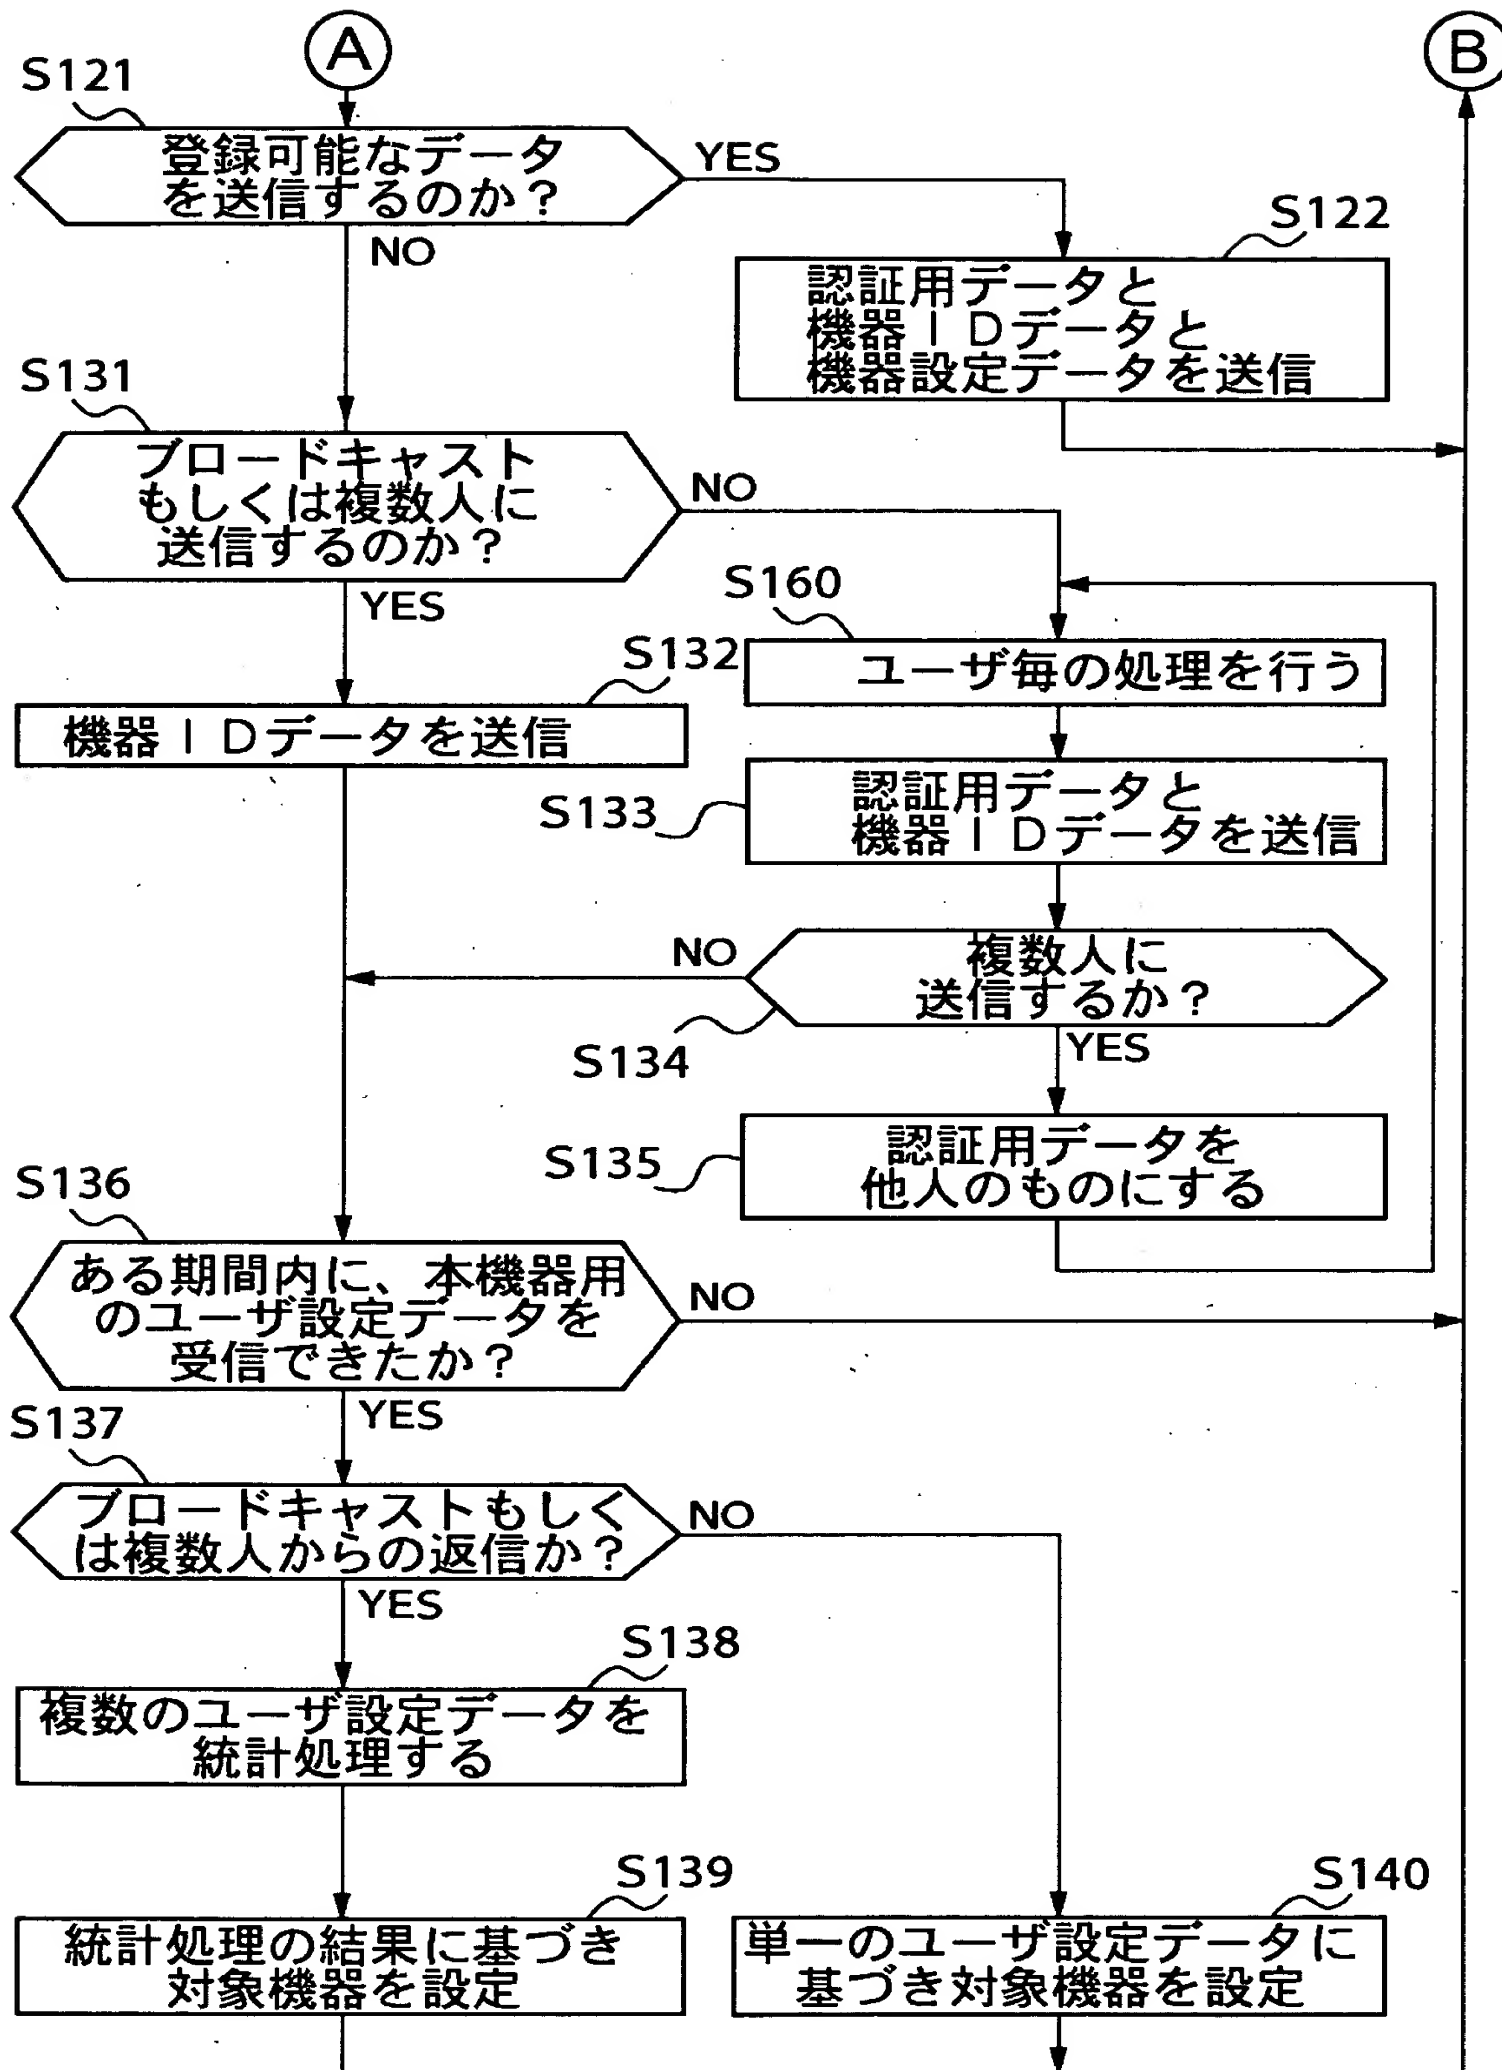 A
B
S121
登録可能なデータ
を送信するのか？
YES
NO
S122
認証用データと
機器ＩＤデータと
機器設定データを送信
S131
ブロードキャスト
もしくは複数人に
送信するのか？
NO
YES
S160
ユーザ毎の処理を行う
S132
機器ＩＤデータを送信
S133
認証用データと
機器ＩＤデータを送信
NO
複数人に
送信するか？
S134
YES
S135
認証用データを
他人のものにする
S136
ある期間内に、本機器用
のユーザ設定データを
受信できたか？
NO
YES
S137
ブロードキャストもしく
は複数人からの返信か？
NO
YES
S138
複数のユーザ設定データを
統計処理する
S139
統計処理の結果に基づき
対象機器を設定
S140
単一のユーザ設定データに
基づき対象機器を設定